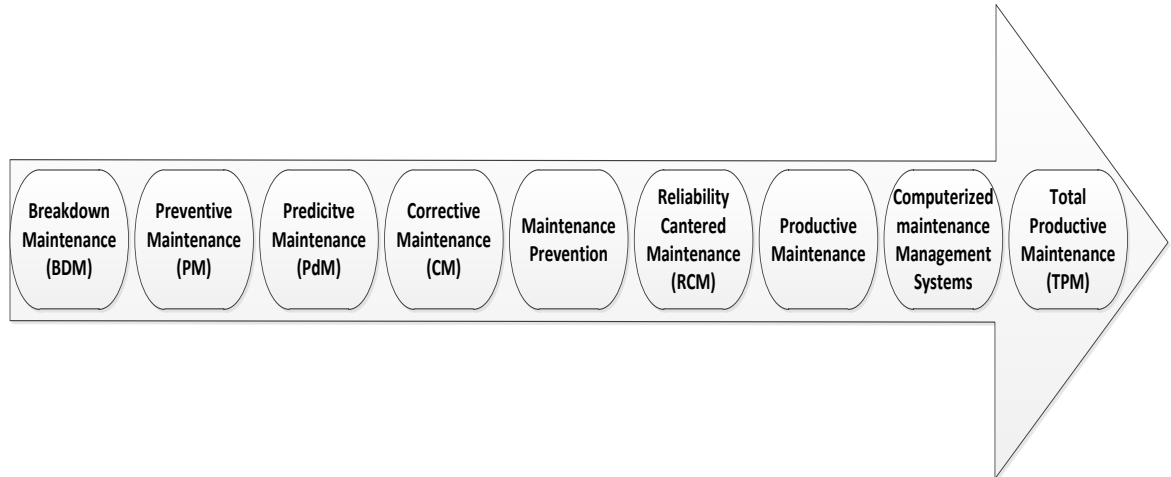 Breakdown
Maintenance
(BDM)
Preventive
Maintenance
(PM)
Predicitve
Maintenance
(PdM)
Corrective
Maintenance
(CM)
Maintenance
Prevention
Reliability
Cantered
Maintenance
(RCM)
Productive
Maintenance
Computerized
maintenance
Management
Systems
Total
Productive
Maintenance
(TPM)